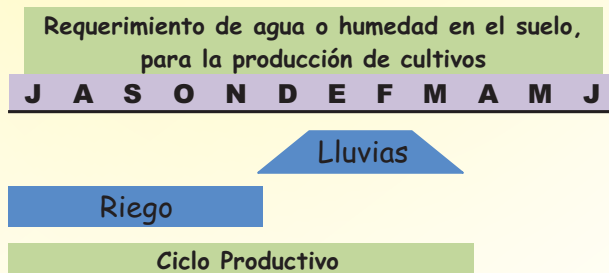 Requerimiento de agua o humedad en el suelo,
para la producción de cultivos
J A S O N D E F M A M J
Lluvias
Riego
Ciclo Productivo